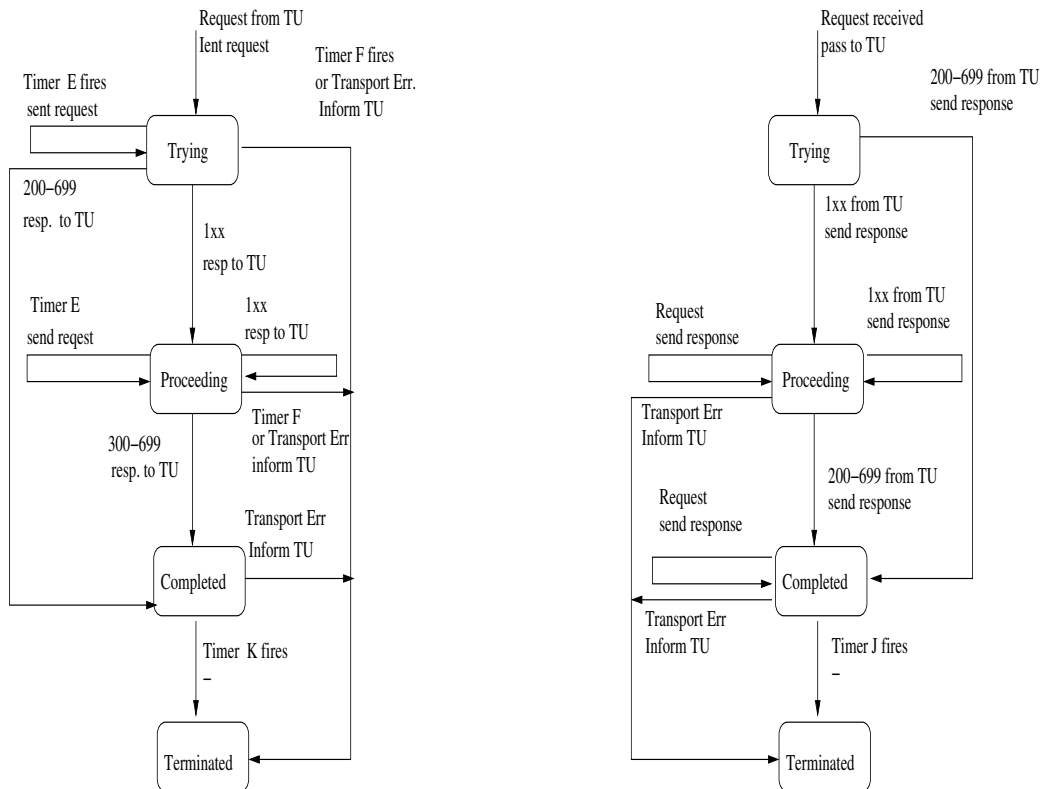 Request from TU
Ient request
Timer F fires
or Transport Err.
Inform TU
Timer E fires
sent request
Trying
200−699
resp. to TU
1xx
resp to TU
Timer E
send reqest
1xx
resp to TU
Proceeding
Timer F
or Transport Err
inform TU
300−699
resp. to TU
Transport Err
Inform TU
Completed
Timer K fires
−
Terminated
Request received
pass to TU
200−699 from TU
send response
Trying
1xx from TU
send response
Request
send response
1xx from TU
send response
Proceeding
Transport Err
Inform TU
200−699 from TU
send response
Request
send response
Completed
Transport Err
Inform TU
Timer J fires
−
Terminated